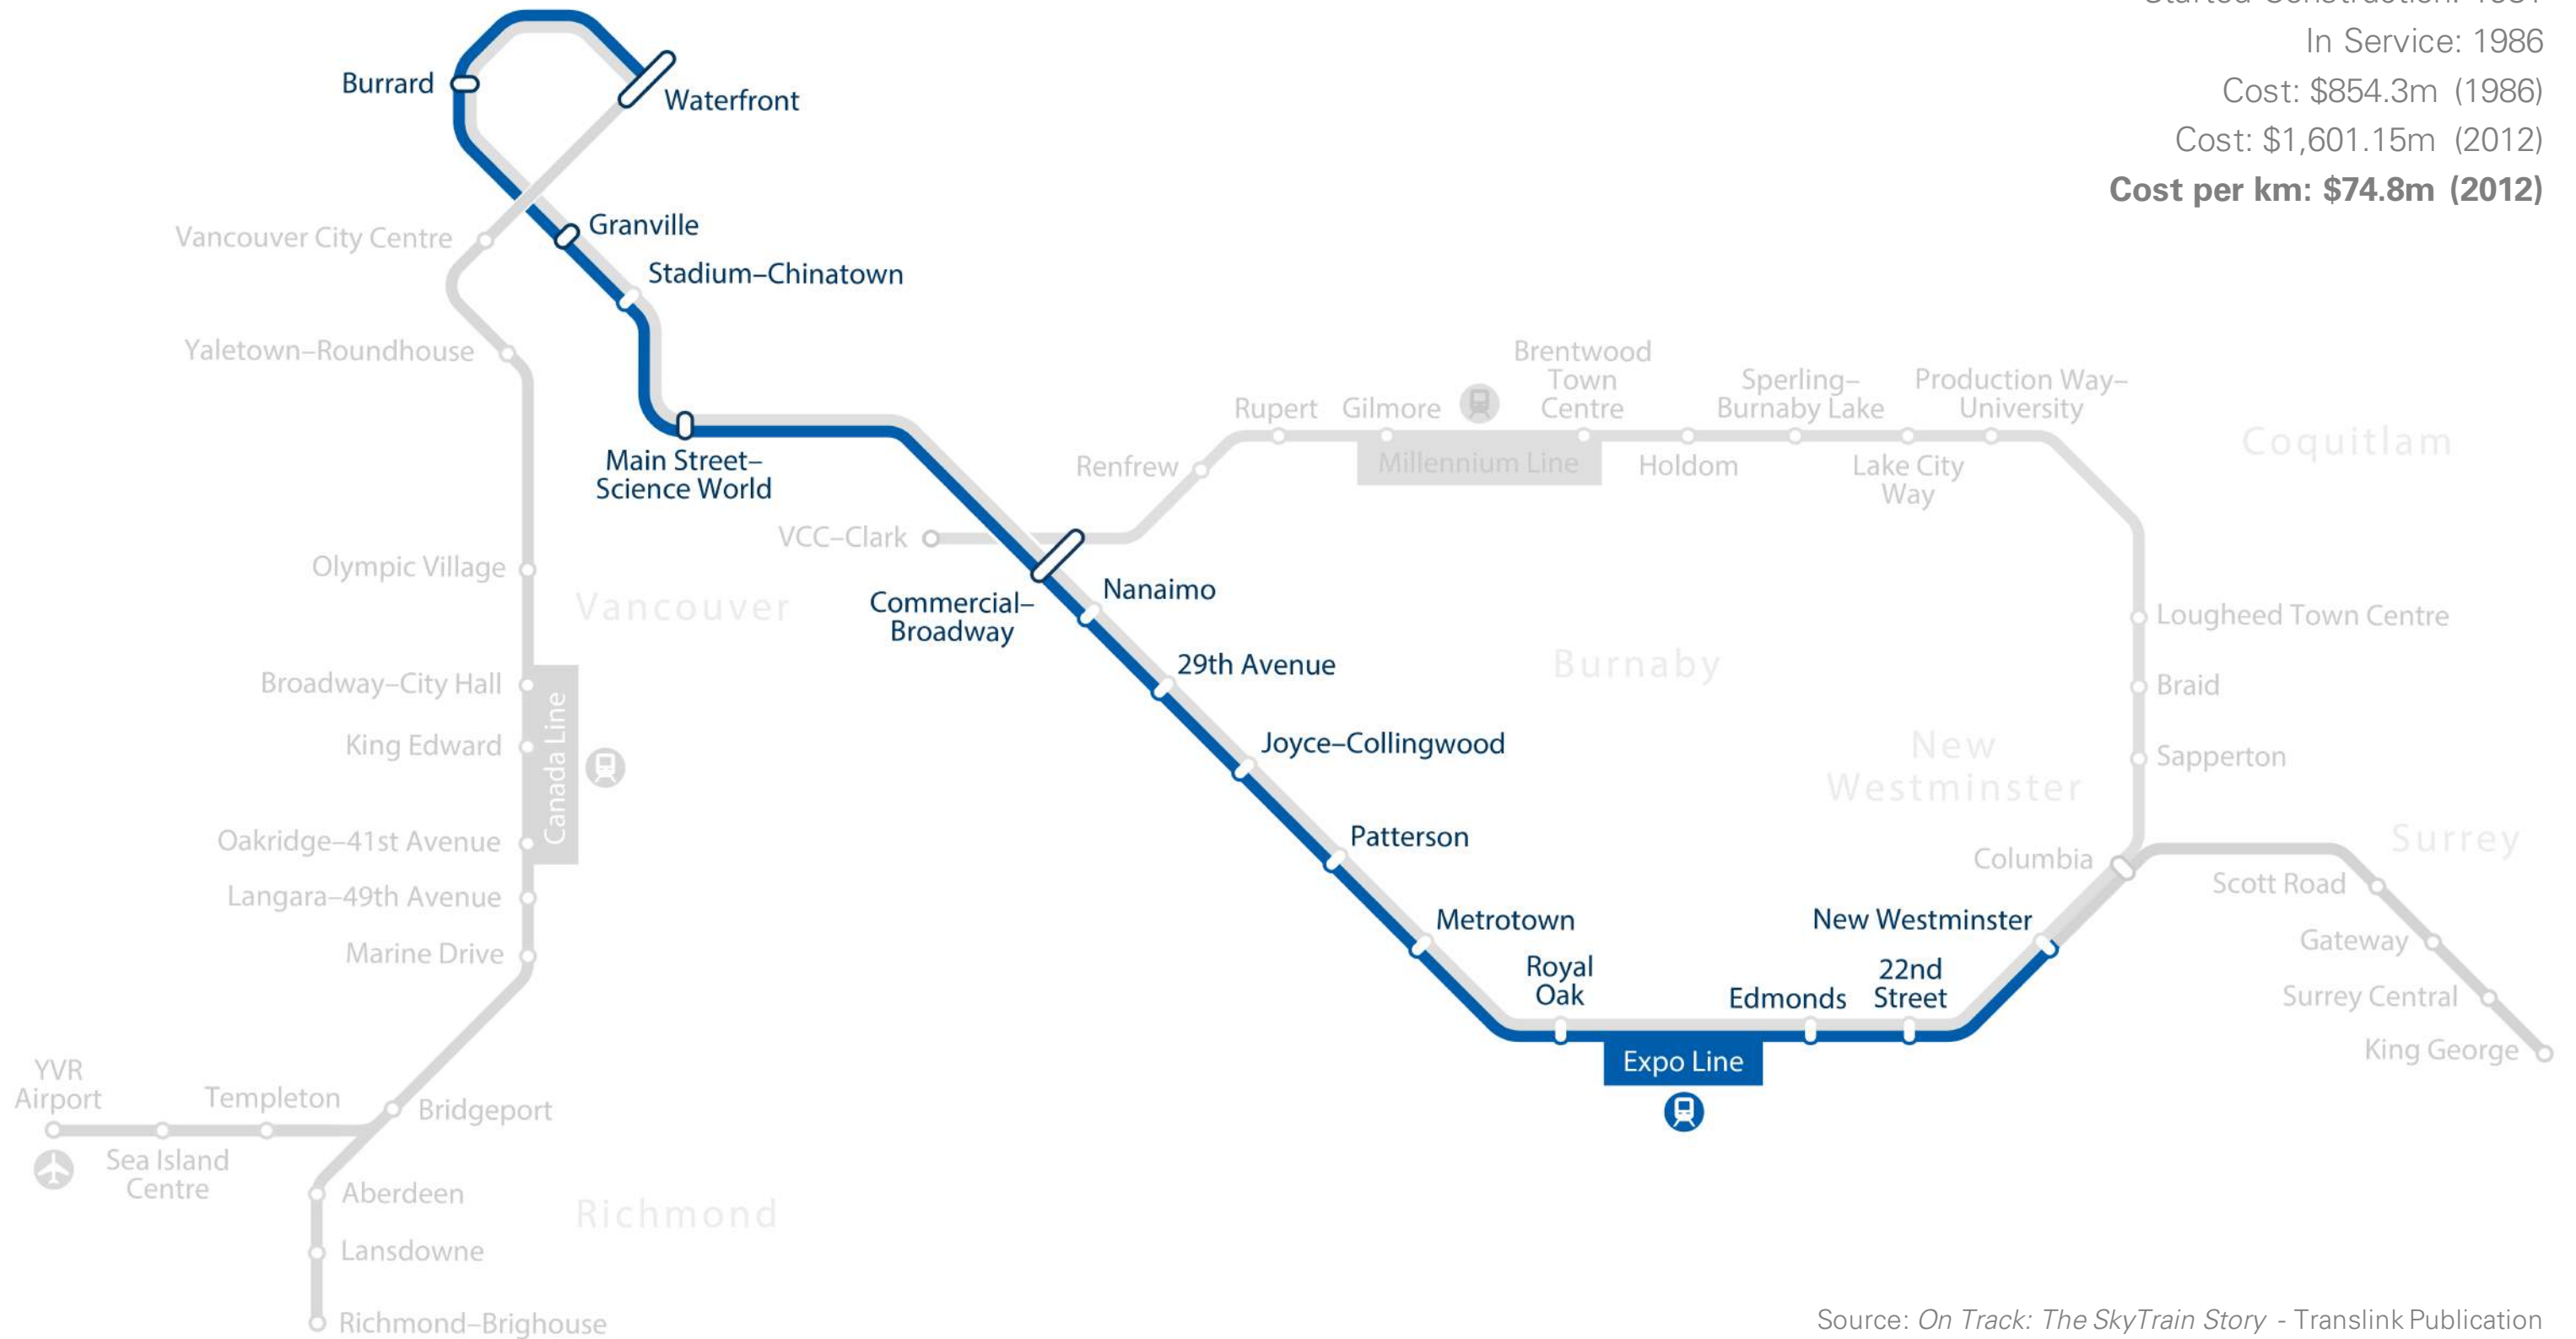 In Service: 1986
Cost: $854.3m (1986)
Cost: $1,601.15m (2012)
Cost per km: $74.8m (2012)
Burrard
Waterfront
Granville
Vancouver City Centre
Stadium–Chinatown
Yaletown–Roundhouse
Main Street–
Science World
Brentwood
Town
Centre
Sperling–
Burnaby Lake
Production Way–
University
Rupert
Gilmore
Coquitlam
Renfrew
Millennium Line
Holdom
Lake City
Way
VCC–Clark
Olympic Village
Vancouver
Commercial–
Broadway
Nanaimo
Lougheed Town Centre
29th Avenue
Burnaby
Broadway–City Hall
Braid
King Edward
Canada Line
Joyce–Collingwood
New
Westminster
Sapperton
Oakridge–41st Avenue
Patterson
Surrey
Columbia
Scott Road
Langara–49th Avenue
Metrotown
New Westminster
Marine Drive
Gateway
Royal
Oak
Edmonds
22nd
Street
Surrey Central
Expo Line
King George
YVR
Airport
Templeton
Bridgeport
Sea Island
Centre
Aberdeen
Richmond
Lansdowne
Richmond–Brighouse
Source: On Track: The SkyTrain Story - Translink Publication